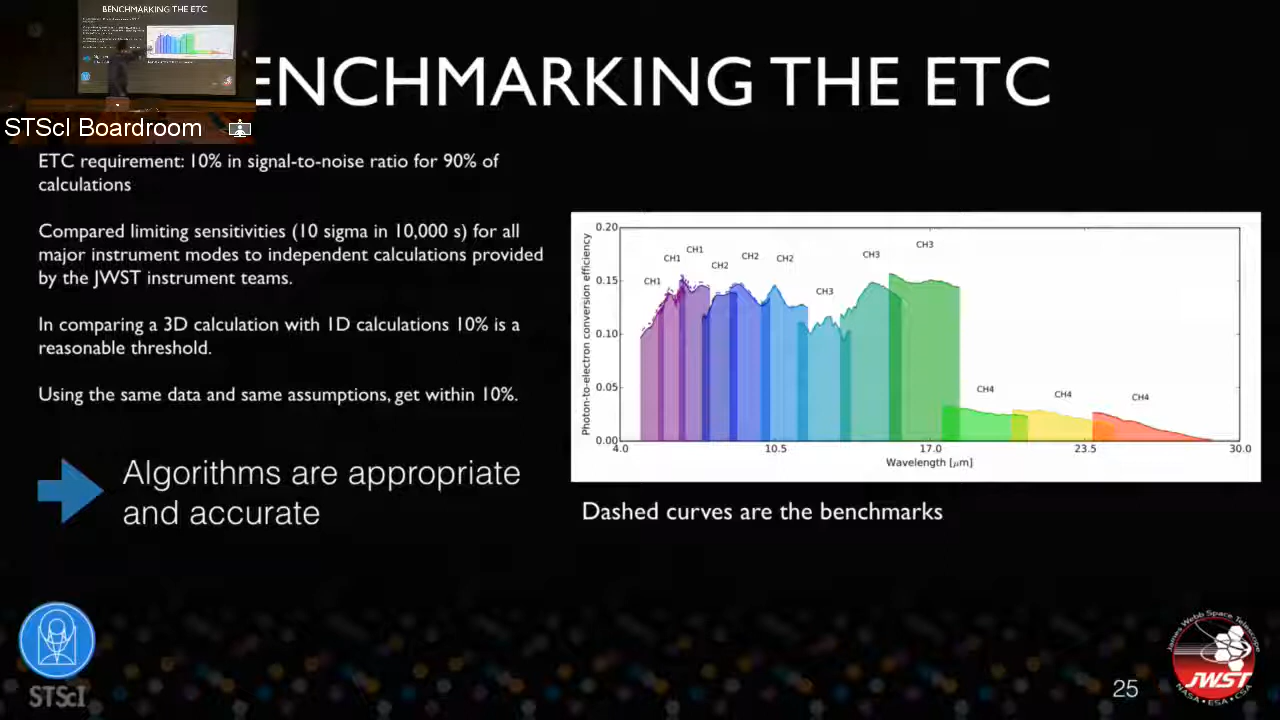 BENCHMARKING THE ETC
STScI Boardroom
ENCHMARKING THE ETC
ETC requirement: 10% in signal-to-noise ratio for 90% of
calculations
Compared limiting sensitivities (10 sigma in 10,000 s) for all
major instrument modes to independent calculations provided
by the JWST instrument teams.
In comparing a 3D calculation with 1D calculations 10% is a
reasonable threshold.
Using the same data and same assumptions, get within 10%.
Algorithms are appropriate
and accurate
Photon-to-electron conversion efficiency
0.20
0.15
0.10
0.05
0.00
CH1
CH1
CH1
CH2
CH2
CH2
CH3
CH3
CH3
CH4
CH4
CH4
4.0
10.5
17.0
23.5
30.0
Wavelength [μm]
Dashed curves are the benchmarks
STScI
25
James Webb Space Telescope
JWST
NASA • ESA • CSA